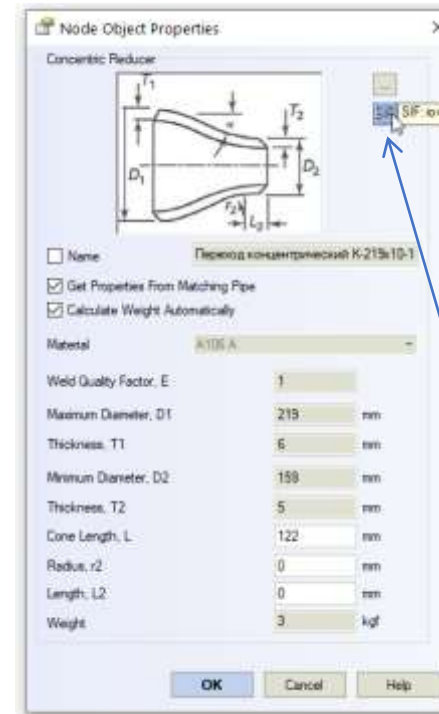 Node Object Properties
Concentric Reducer
T1
T2
D1
D2
α
r2
L2
...
SIF
SIF
Name Переход концентрический К-219x10-1
Get Properties From Matching Pipe
Calculate Weight Automatically
Material A106 A
Weld Quality Factor, E 1
Maximum Diameter, D1 219 mm
Thickness, T1 6 mm
Minimum Diameter, D2 159 mm
Thickness, T2 5 mm
Cone Length, L 122 mm
Radius, r2 0 mm
Length, L2 0 mm
Weight 3 kgf
OK Cancel Help